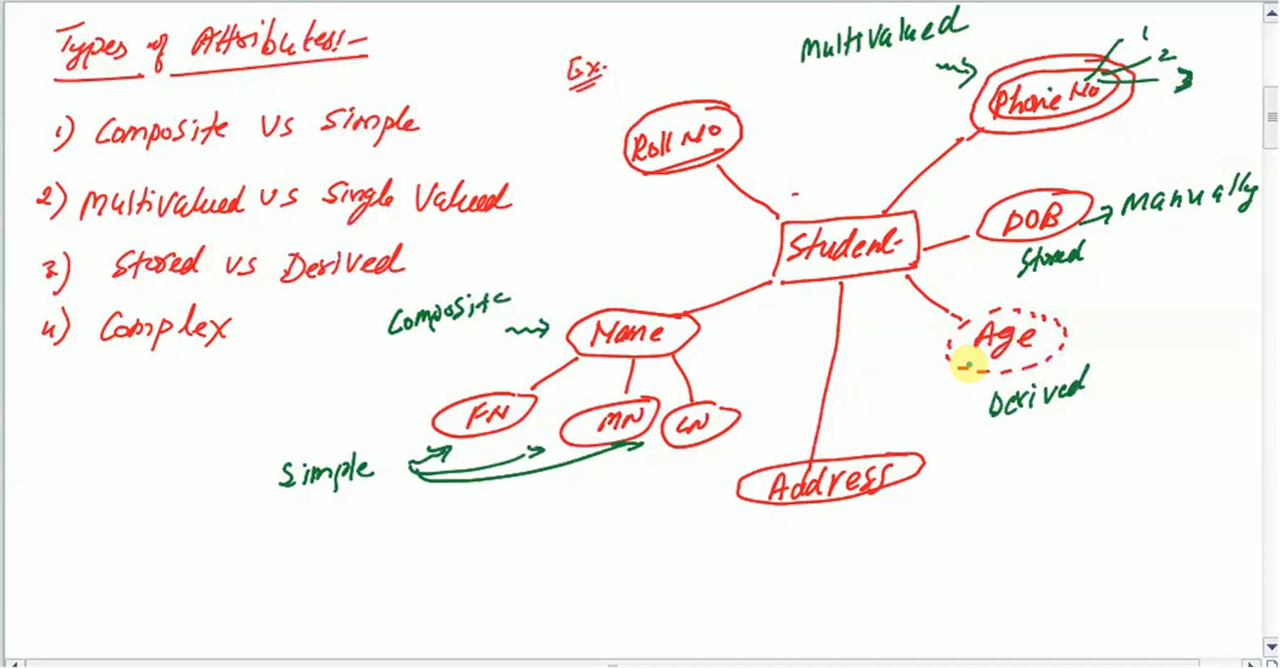 Types of Attributes:-
1) Composite vs Simple
2) Multivalued vs Single Valued
3) Stored vs Derived
4) Complex
Ex.
Multivalued
Phone No
1
2
3
Roll No
Student
DOB
Manually
Stored
Age
Derived
Composite
Name
FN
MN
LN
Simple
Address